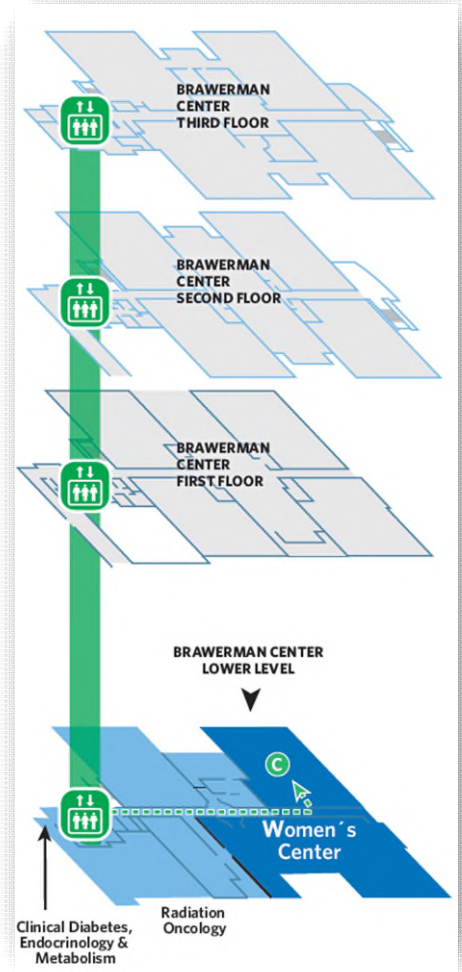 BRAWERMAN
CENTER
THIRD FLOOR
BRAWERMAN
CENTER
SECOND FLOOR
BRAWERMAN
CENTER
FIRST FLOOR
BRAWERMAN CENTER
LOWER LEVEL
C
Women´s
Center
Radiation
Oncology
Clinical Diabetes,
Endocrinology &
Metabolism